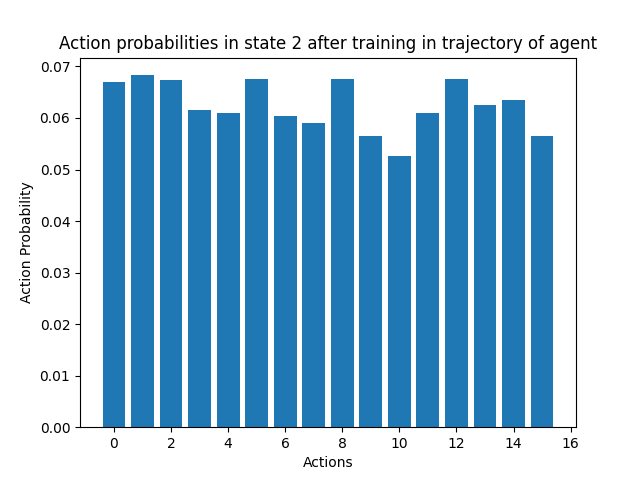 Action probabilities in state 2 after training in trajectory of agent
0.07
0.06
0.05
0.04
0.03
0.02
0.01
0.00
Action Probability
0 2 4 6 8 10 12 14 16
Actions